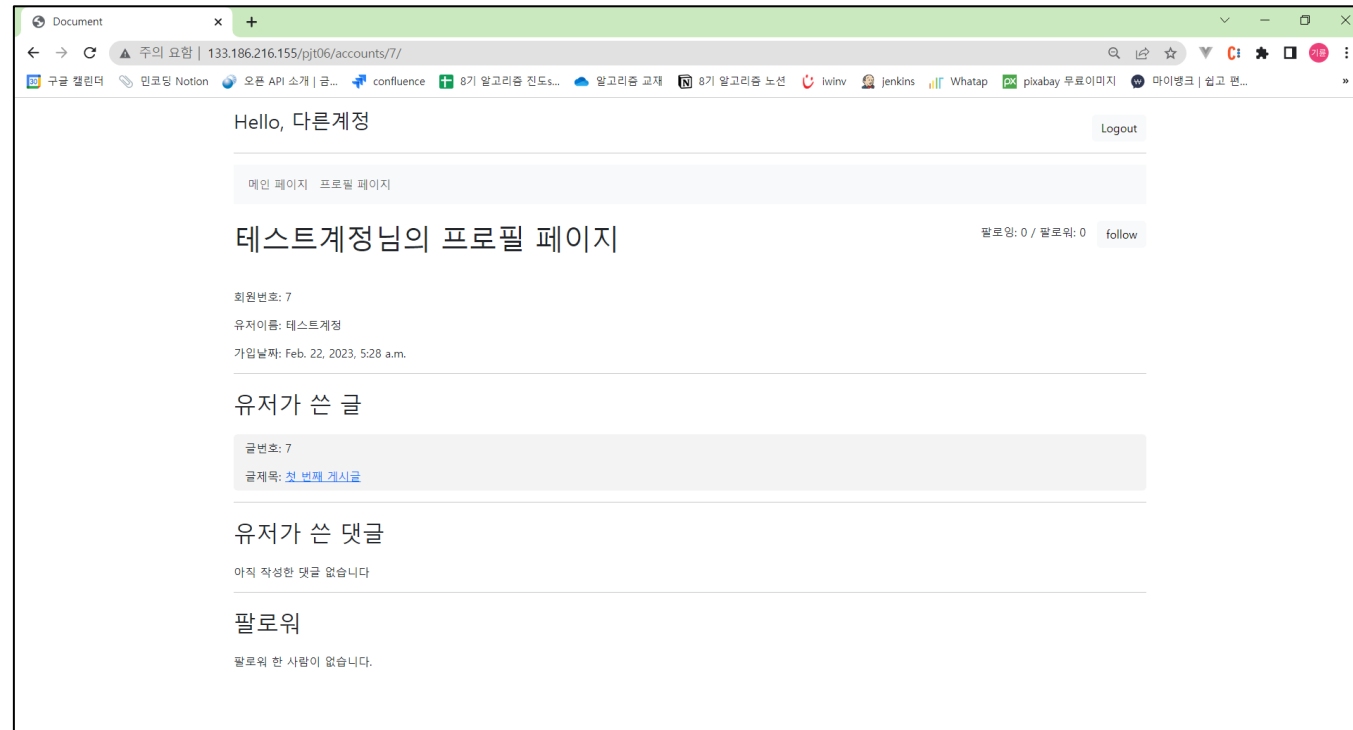 Document
주의 요함 | 133.186.216.155/pjt06/accounts/7/
기륜
30 구글 캘린더 민코딩 Notion 오픈 API 소개 | 금... confluence 8기 알고리즘 진도s... 알고리즘 교재 8기 알고리즘 노션 iwinv jenkins Whatap px pixabay 무료이미지 마이뱅크 | 쉽고 편... »
Hello, 다른계정
Logout
메인 페이지 프로필 페이지
테스트계정님의 프로필 페이지
팔로잉: 0 / 팔로워: 0 follow
회원번호: 7
유저이름: 테스트계정
가입날짜: Feb. 22, 2023, 5:28 a.m.
유저가 쓴 글
글번호: 7
글제목: 첫 번째 게시글
유저가 쓴 댓글
아직 작성한 댓글 없습니다
팔로워
팔로워 한 사람이 없습니다.